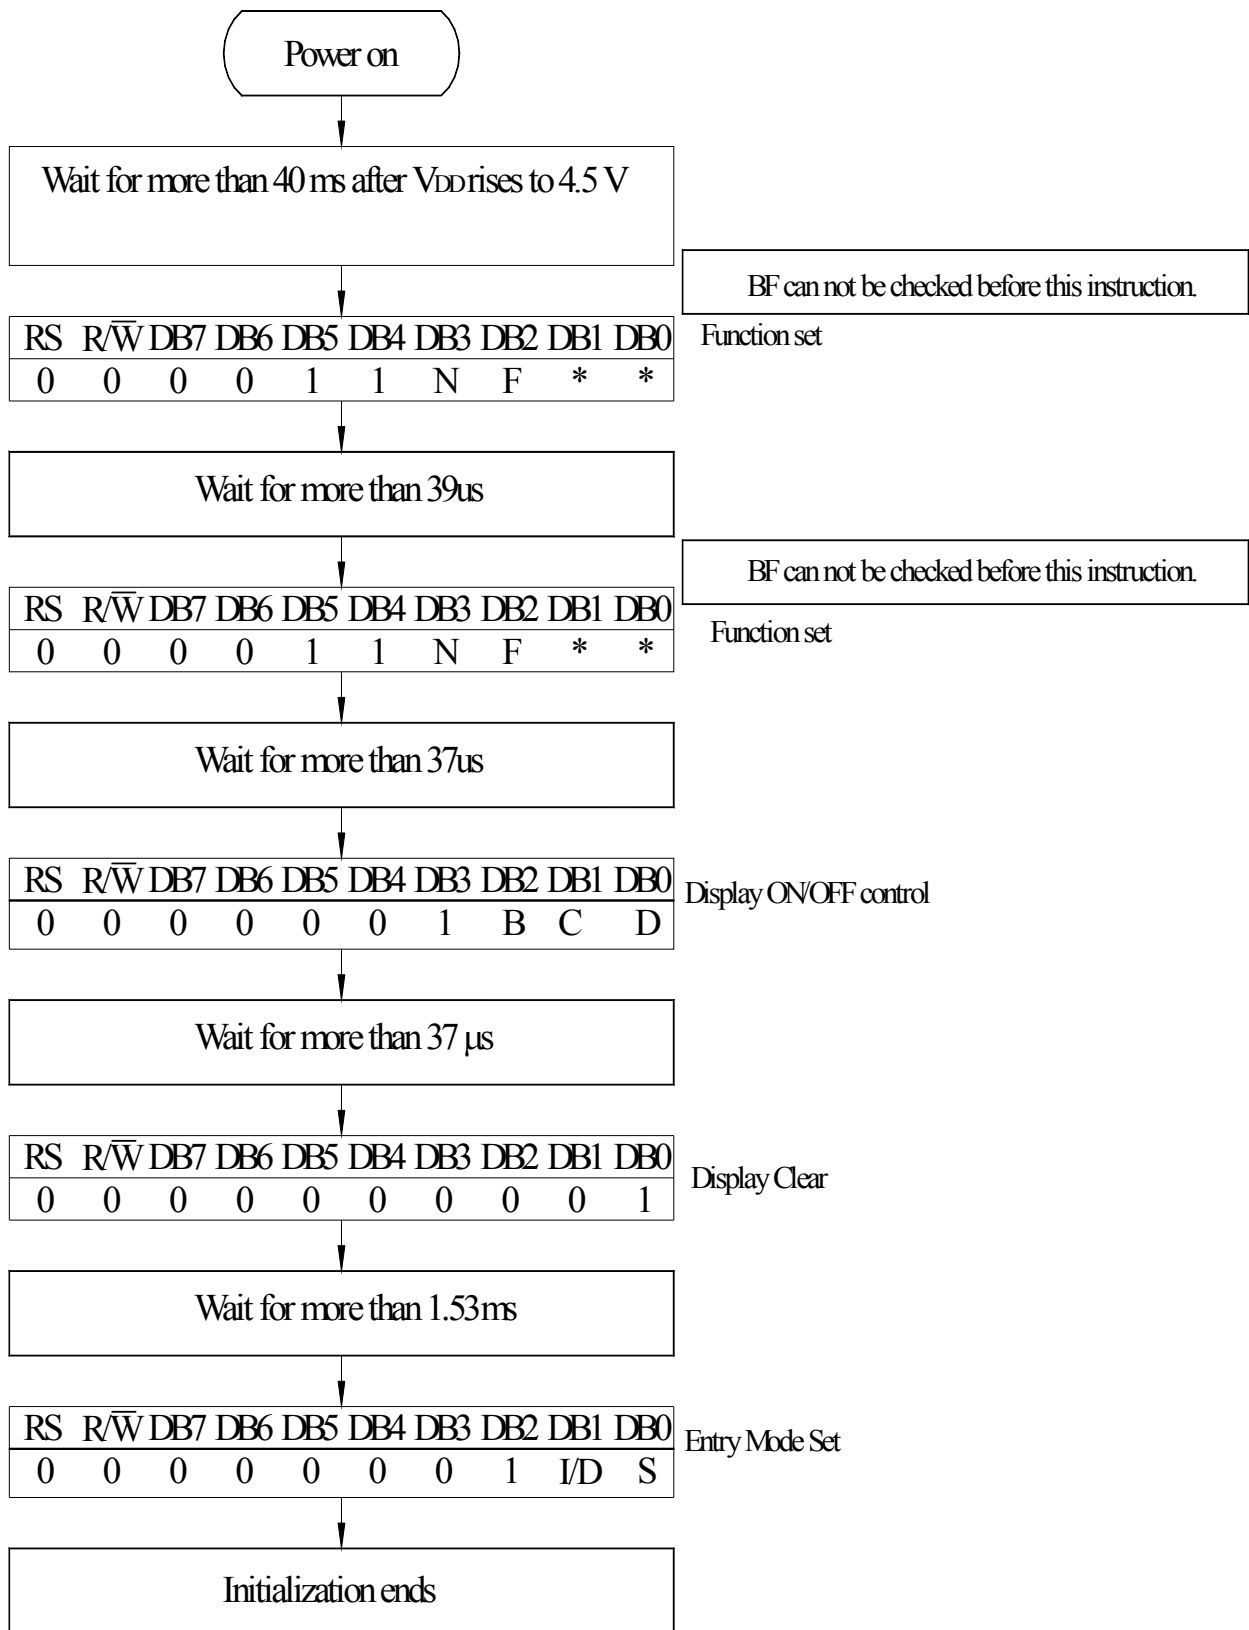 Power on
Wait for more than 40 ms after VDD rises to 4.5 V
BF can not be checked before this instruction.
RS R/W̅ DB7 DB6 DB5 DB4 DB3 DB2 DB1 DB0
Function set
0 0 0 0 1 1 N F * *
Wait for more than 39us
BF can not be checked before this instruction.
RS R/W̅ DB7 DB6 DB5 DB4 DB3 DB2 DB1 DB0
Function set
0 0 0 0 1 1 N F * *
Wait for more than 37us
RS R/W̅ DB7 DB6 DB5 DB4 DB3 DB2 DB1 DB0
Display ON/OFF control
0 0 0 0 0 0 1 B C D
Wait for more than 37 μs
RS R/W̅ DB7 DB6 DB5 DB4 DB3 DB2 DB1 DB0
Display Clear
0 0 0 0 0 0 0 0 0 1
Wait for more than 1.53ms
RS R/W̅ DB7 DB6 DB5 DB4 DB3 DB2 DB1 DB0
Entry Mode Set
0 0 0 0 0 0 0 1 I/D S
Initialization ends